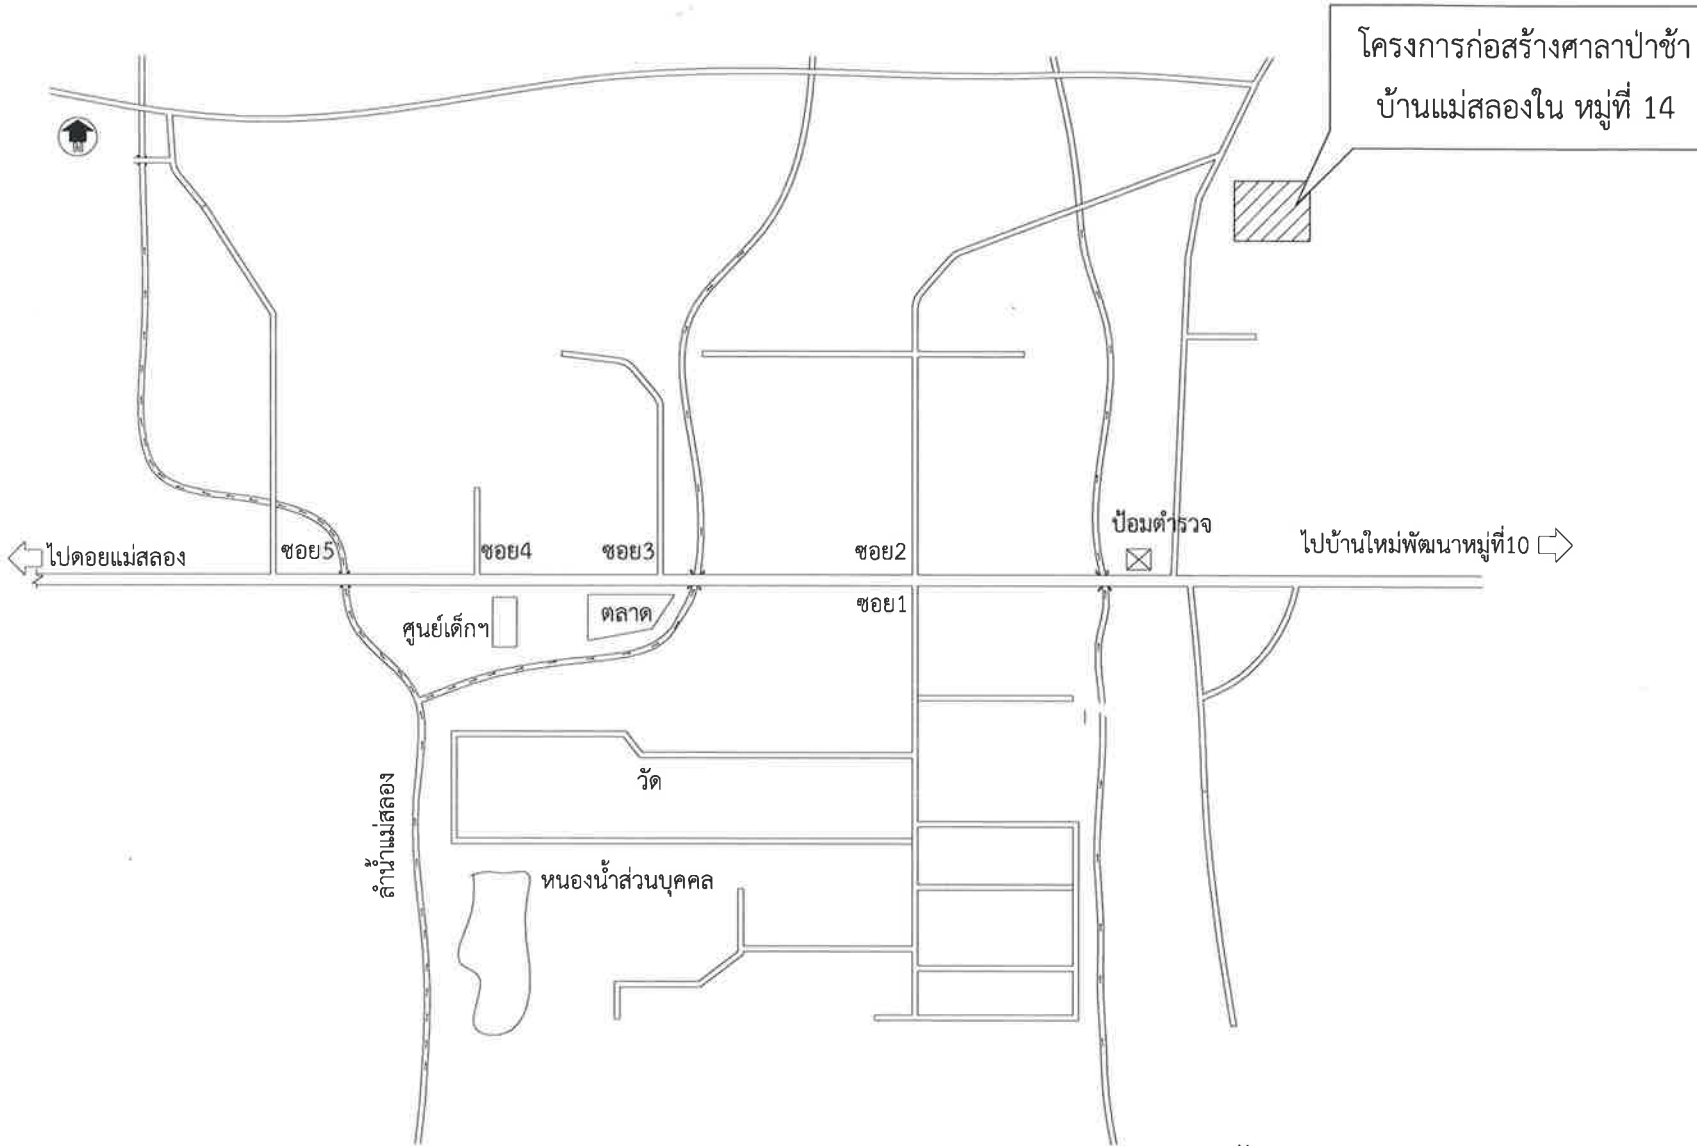 โครงการก่อสร้างศาลาป่าช้า
บ้านแม่สลองใน หมู่ที่ 14
ป้อมตำรวจ
ไปดอยแม่สลอง
ซอย5
ซอย4
ซอย3
ซอย2
ไปบ้านใหม่พัฒนาหมู่ที่10
ซอย1
ศูนย์เด็กฯ
ตลาด
วัด
ลำน้ำแม่สลอง
หนองน้ำส่วนบุคคล